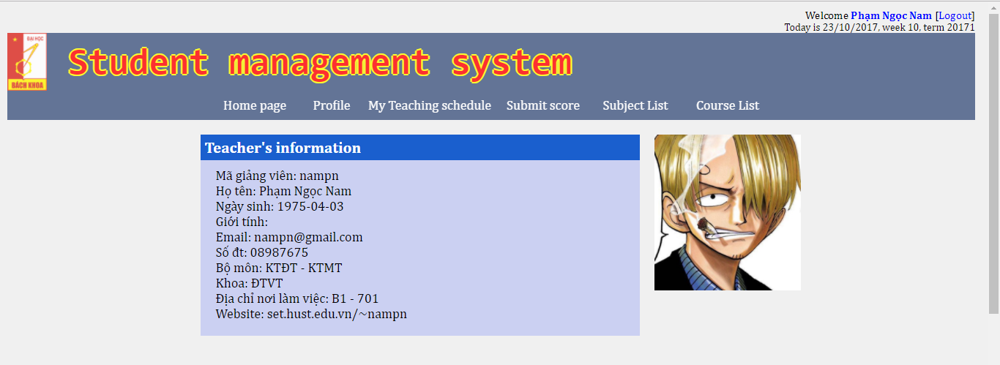 Welcome Phạm Ngọc Nam [Logout]
Today is 23/10/2017, week 10, term 20171
ĐẠI HỌC
BÁCH KHOA
Student management system
Home page Profile My Teaching schedule Submit score Subject List Course List
Teacher's information
Mã giảng viên: nampn
Họ tên: Phạm Ngọc Nam
Ngày sinh: 1975-04-03
Giới tính:
Email: nampn@gmail.com
Số đt: 08987675
Bộ môn: KTĐT - KTMT
Khoa: ĐTVT
Địa chỉ nơi làm việc: B1 - 701
Website: set.hust.edu.vn/~nampn